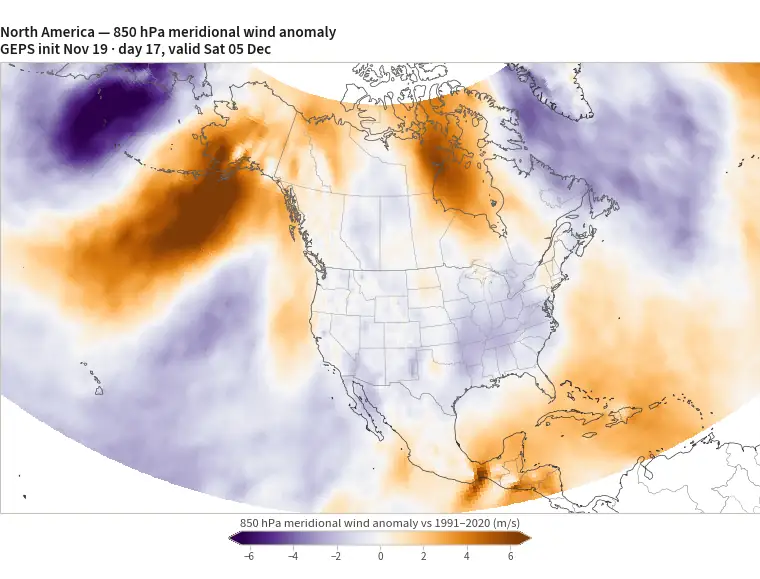 North America — 850 hPa meridional wind anomaly
GEPS init Nov 19 · day 17, valid Sat 05 Dec
850 hPa meridional wind anomaly vs 1991–2020 (m/s)
−6 −4 −2 0 2 4 6